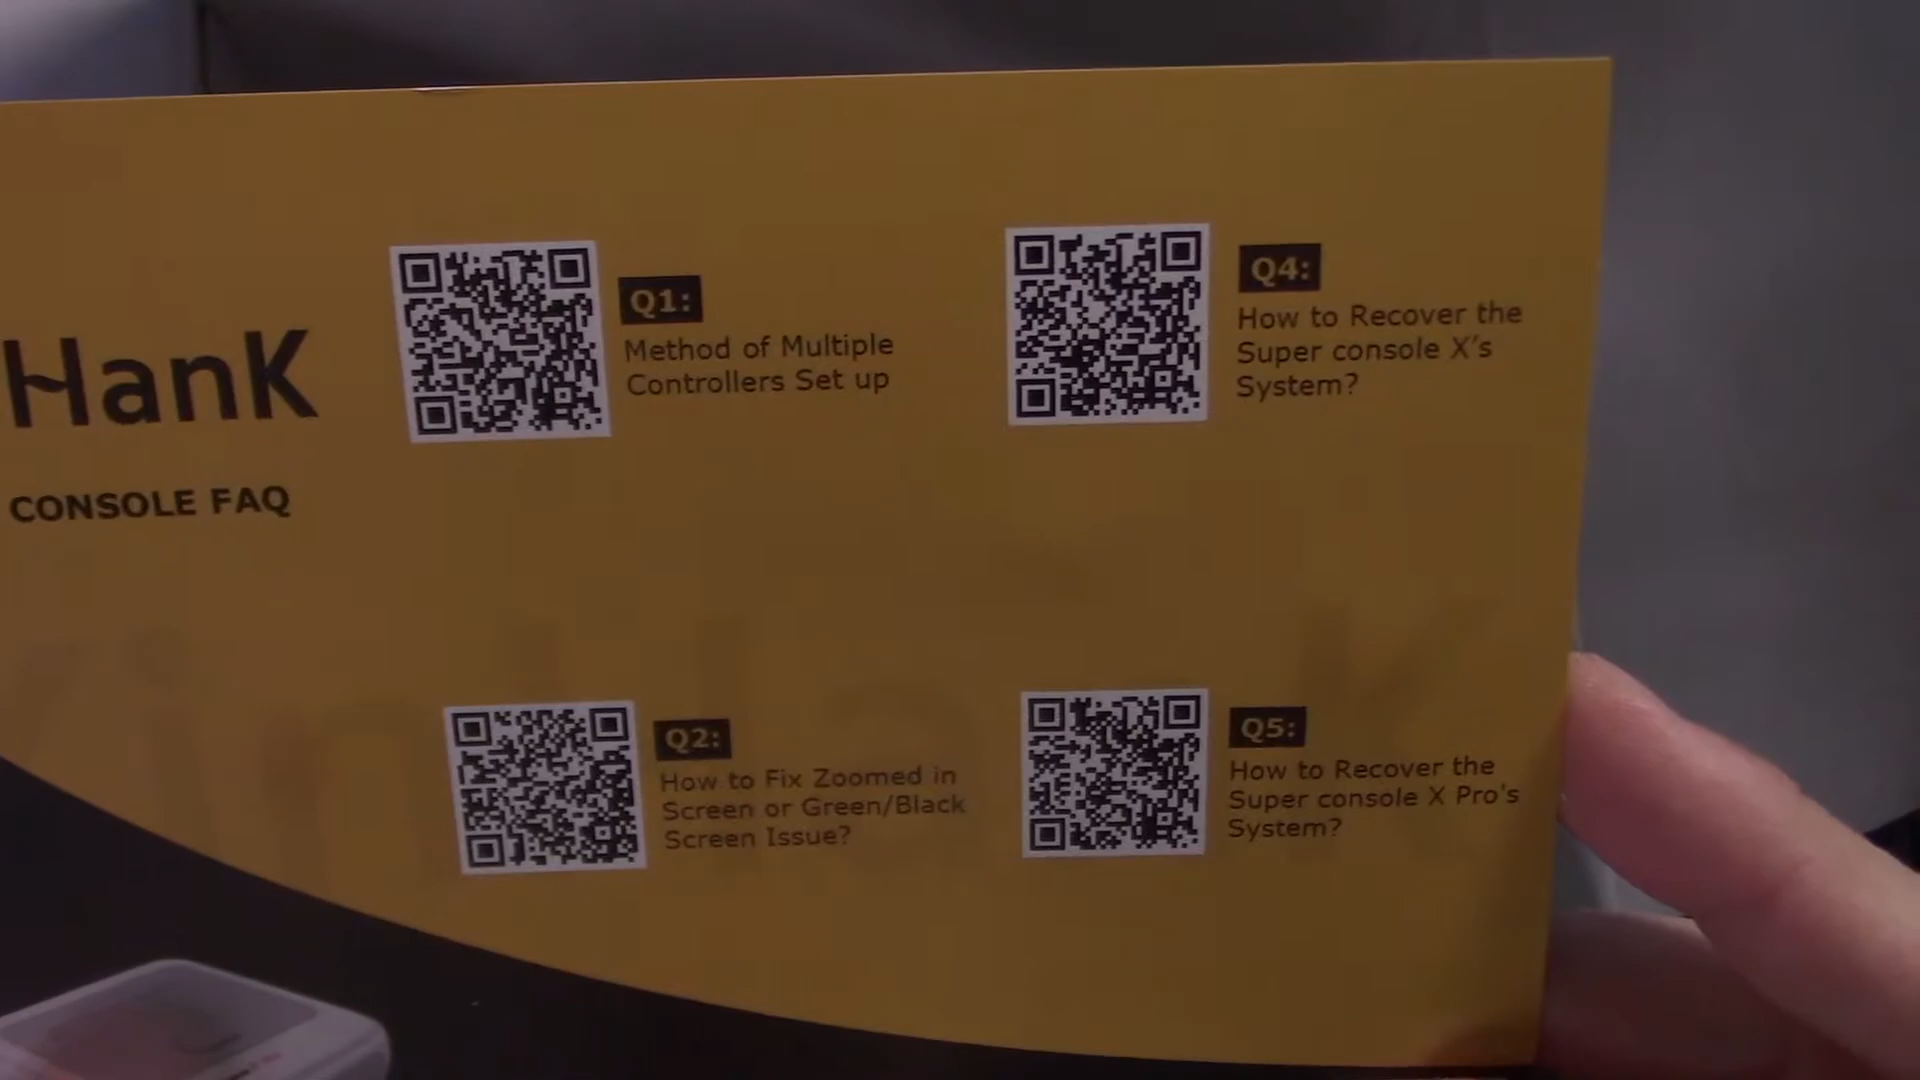 HanK
CONSOLE FAQ
Q1:
Method of Multiple
Controllers Set up
Q2:
How to Fix Zoomed in
Screen or Green/Black
Screen Issue?
Q4:
How to Recover the
Super console X's
System?
Q5:
How to Recover the
Super console X Pro's
System?